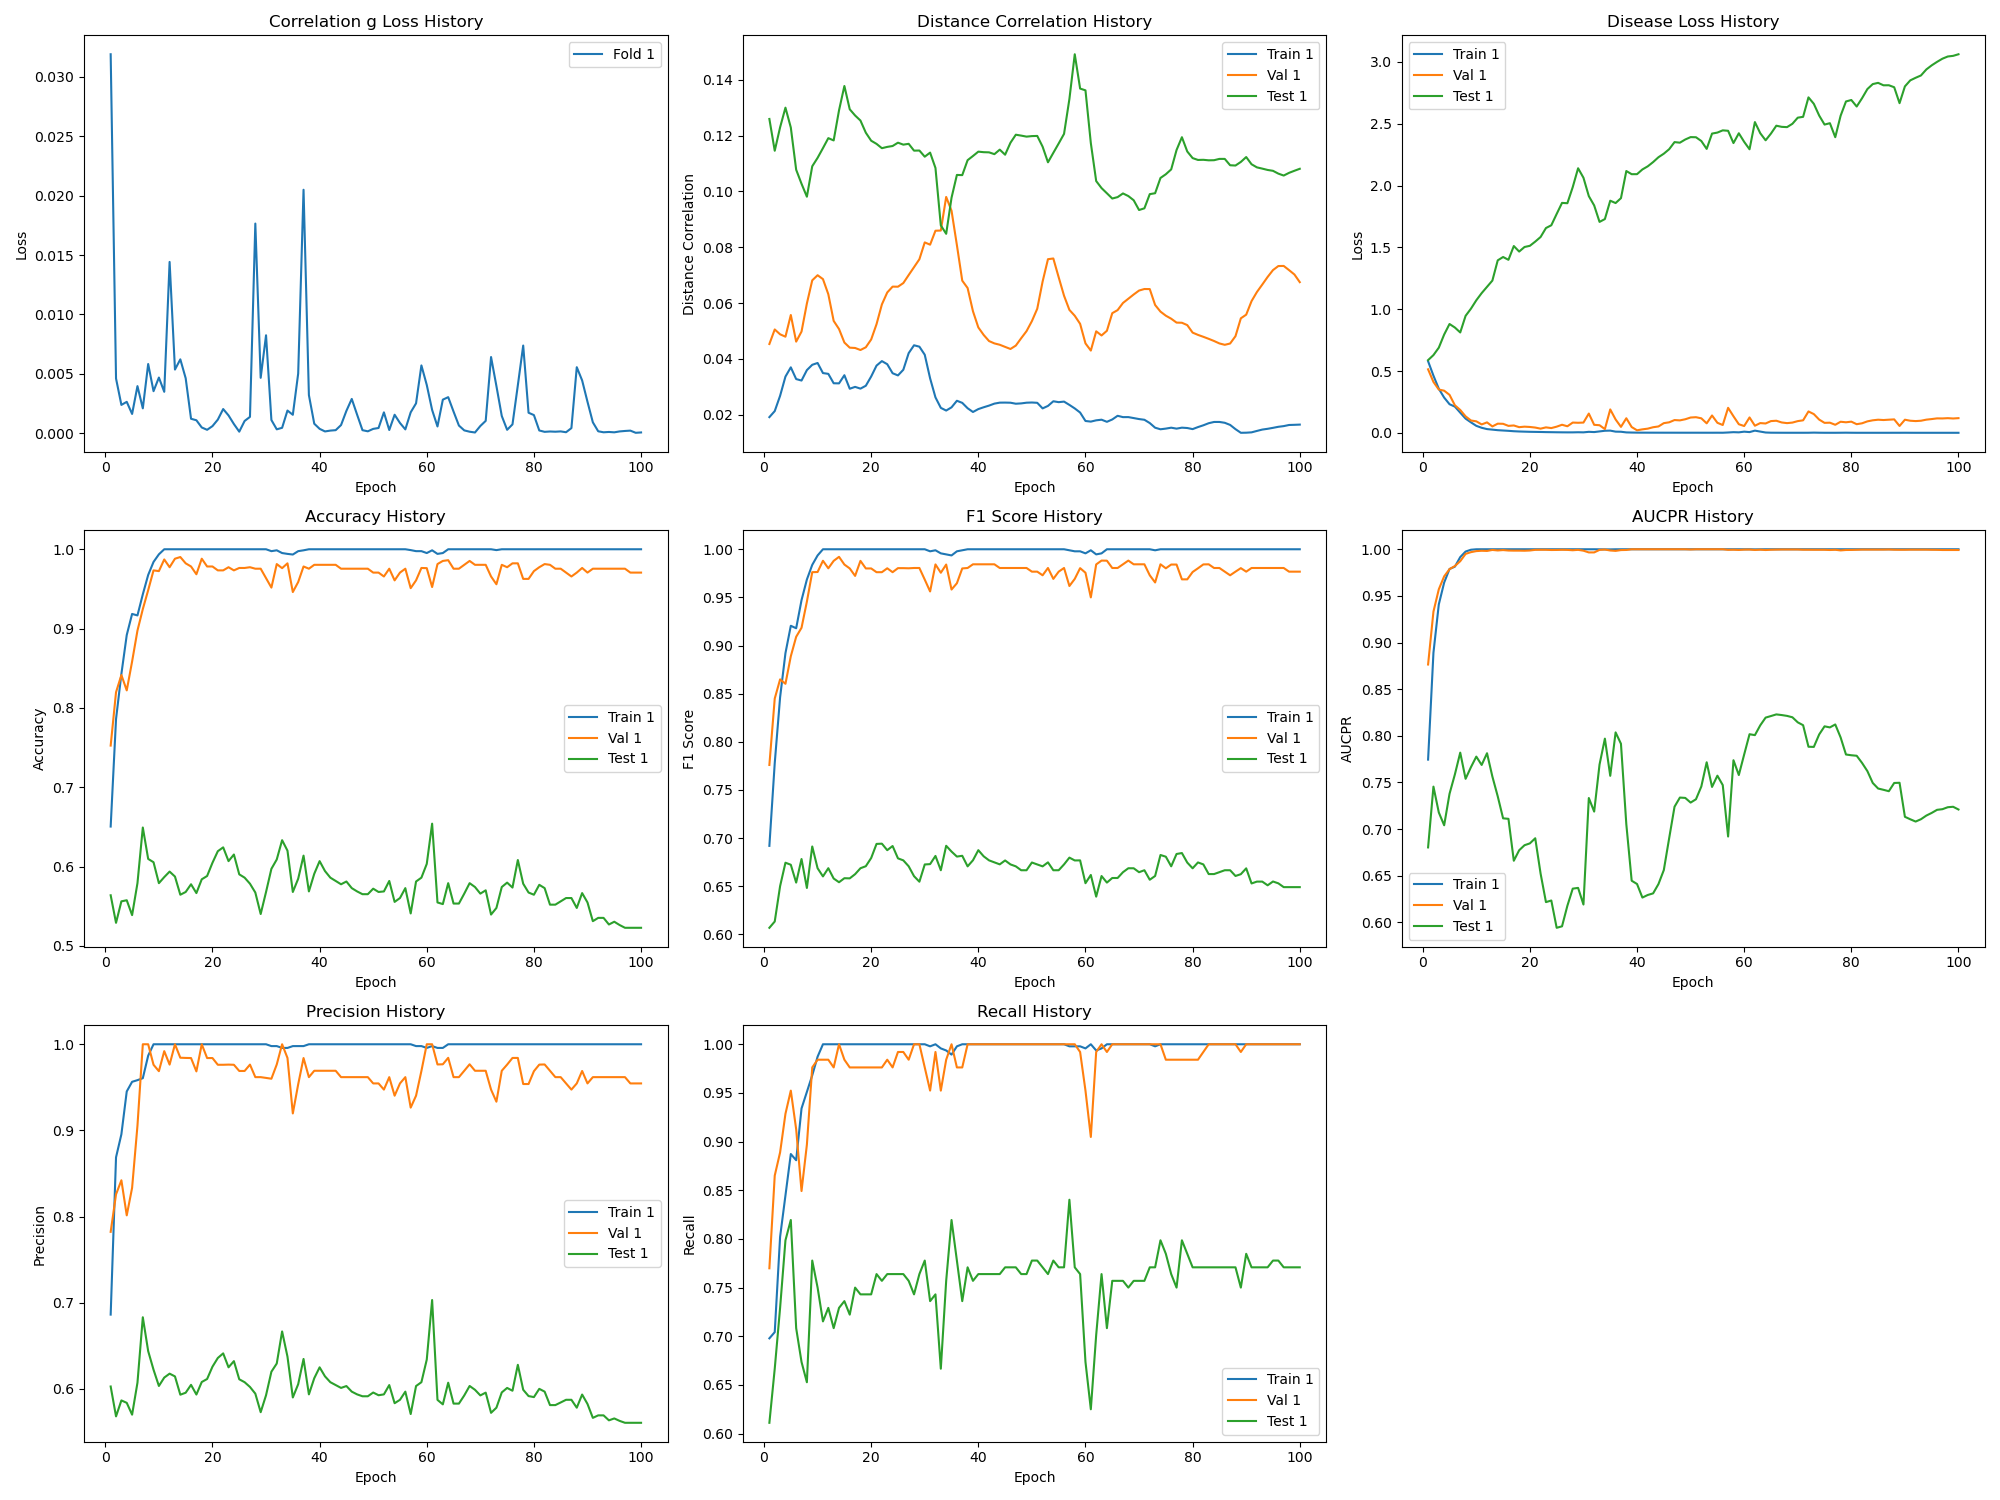 Correlation g Loss History
Fold 1
Loss
0.030
0.025
0.020
0.015
0.010
0.005
0.000
0 20 40 60 80 100
Epoch
Distance Correlation History
Train 1
Val 1
Test 1
Distance Correlation
0.14
0.12
0.10
0.08
0.06
0.04
0.02
0 20 40 60 80 100
Epoch
Disease Loss History
Train 1
Val 1
Test 1
Loss
3.0
2.5
2.0
1.5
1.0
0.5
0.0
0 20 40 60 80 100
Epoch
Accuracy History
Train 1
Val 1
Test 1
Accuracy
1.0
0.9
0.8
0.7
0.6
0.5
0 20 40 60 80 100
Epoch
F1 Score History
Train 1
Val 1
Test 1
F1 Score
1.00
0.95
0.90
0.85
0.80
0.75
0.70
0.65
0.60
0 20 40 60 80 100
Epoch
AUCPR History
Train 1
Val 1
Test 1
AUCPR
1.00
0.95
0.90
0.85
0.80
0.75
0.70
0.65
0.60
0 20 40 60 80 100
Epoch
Precision History
Train 1
Val 1
Test 1
Precision
1.0
0.9
0.8
0.7
0.6
0 20 40 60 80 100
Epoch
Recall History
Train 1
Val 1
Test 1
Recall
1.00
0.95
0.90
0.85
0.80
0.75
0.70
0.65
0.60
0 20 40 60 80 100
Epoch